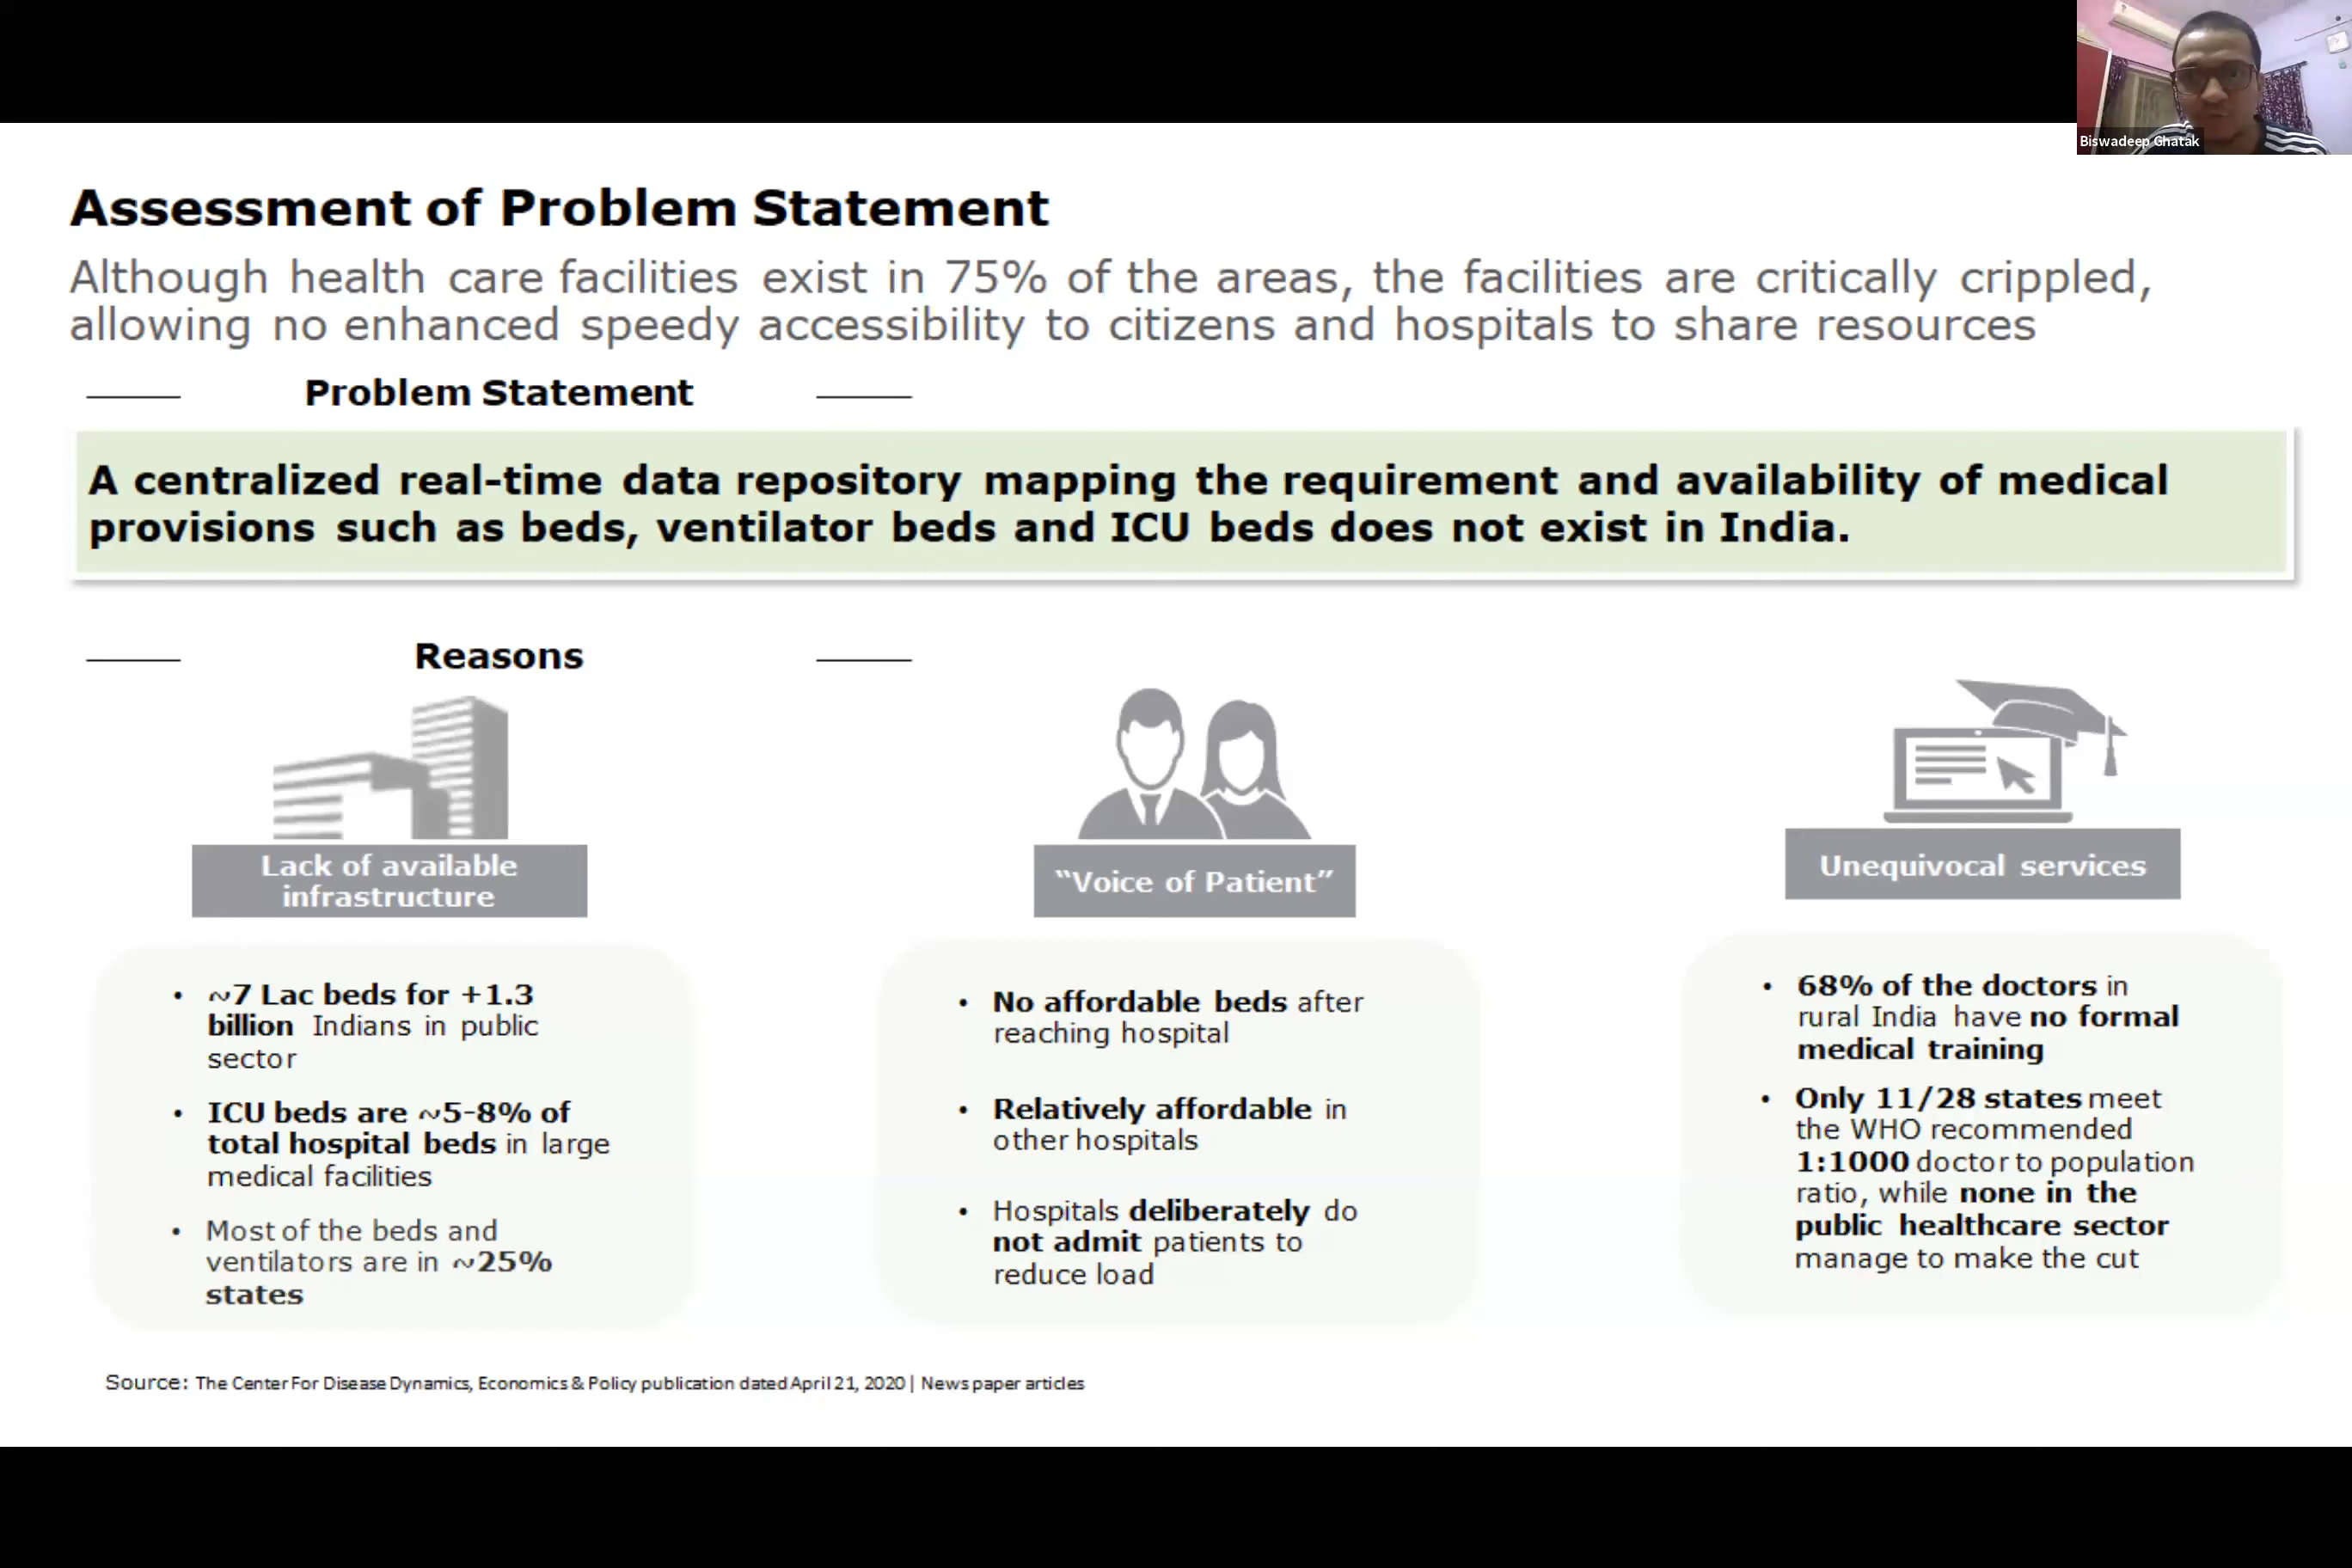 Biswadeep Ghatak
Assessment of Problem Statement
Although health care facilities exist in 75% of the areas, the facilities are critically crippled,
allowing no enhanced speedy accessibility to citizens and hospitals to share resources
Problem Statement
A centralized real-time data repository mapping the requirement and availability of medical
provisions such as beds, ventilator beds and ICU beds does not exist in India.
Reasons
Lack of available
infrastructure
• ~7 Lac beds for +1.3
billion Indians in public
sector
• ICU beds are ~5-8% of
total hospital beds in large
medical facilities
• Most of the beds and
ventilators are in ~25%
states
“Voice of Patient”
• No affordable beds after
reaching hospital
• Relatively affordable in
other hospitals
• Hospitals deliberately do
not admit patients to
reduce load
Unequivocal services
• 68% of the doctors in
rural India have no formal
medical training
• Only 11/28 states meet
the WHO recommended
1:1000 doctor to population
ratio, while none in the
public healthcare sector
manage to make the cut
Source: The Center For Disease Dynamics, Economics & Policy publication dated April 21, 2020 | News paper articles